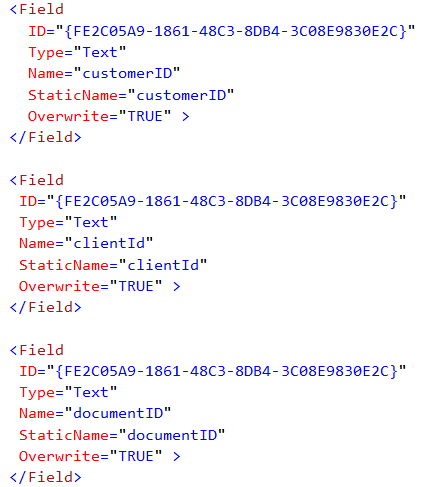 <Field
ID="{FE2C05A9-1861-48C3-8DB4-3C08E9830E2C}"
Type="Text"
Name="customerID"
StaticName="customerID"
Overwrite="TRUE" >
</Field>
<Field
ID="{FE2C05A9-1861-48C3-8DB4-3C08E9830E2C}"
Type="Text"
Name="clientId"
StaticName="clientId"
Overwrite="TRUE" >
</Field>
<Field
ID="{FE2C05A9-1861-48C3-8DB4-3C08E9830E2C}"
Type="Text"
Name="documentID"
StaticName="documentID"
Overwrite="TRUE" >
</Field>